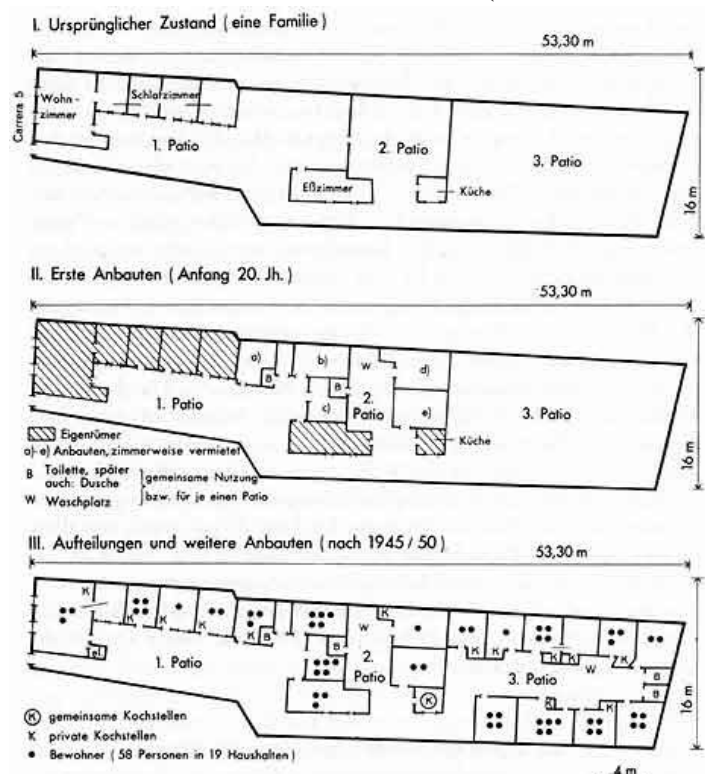 I. Ursprünglicher Zustand ( eine Familie )
53,30 m
Carrera 5
Wohn-
zimmer
Schlafzimmer
1. Patio
2. Patio
3. Patio
Eßzimmer
Küche
16 m
II. Erste Anbauten ( Anfang 20. Jh. )
53,30 m
a)
b)
W
d)
B
B
c)
2.
Patio
e)
1. Patio
3. Patio
Küche
16 m
Eigentümer
a)- e) Anbauten, zimmerweise vermietet
B Toilette, später
auch: Dusche
W Waschplatz
gemeinsame Nutzung
bzw. für je einen Patio
III. Aufteilungen und weitere Anbauten ( nach 1945 / 50 )
53,30 m
K
K
K
K
K
B
B
W
K
K
K
K
K
K
W
B
B
K
K
Tel
1. Patio
2.
Patio
3. Patio
K
16 m
K gemeinsame Kochstellen
K private Kochstellen
• Bewohner ( 58 Personen in 19 Haushalten )
4 m